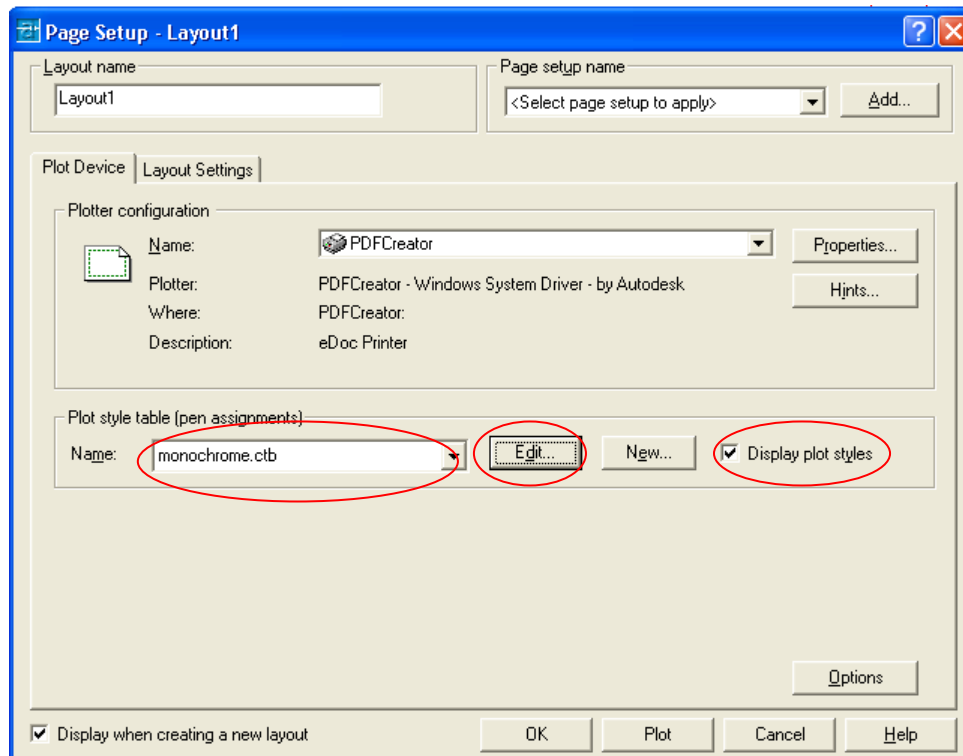 Page Setup - Layout1
Layout name
Layout1
Page setup name
<Select page setup to apply>
Add...
Plot Device
Layout Settings
Plotter configuration
Name:
PDFCreator
Properties...
Plotter:
PDFCreator - Windows System Driver - by Autodesk
Hints...
Where:
PDFCreator:
Description:
eDoc Printer
Plot style table (pen assignments)
Name:
monochrome.ctb
Edit...
New...
Display plot styles
Options
Display when creating a new layout
OK
Plot
Cancel
Help